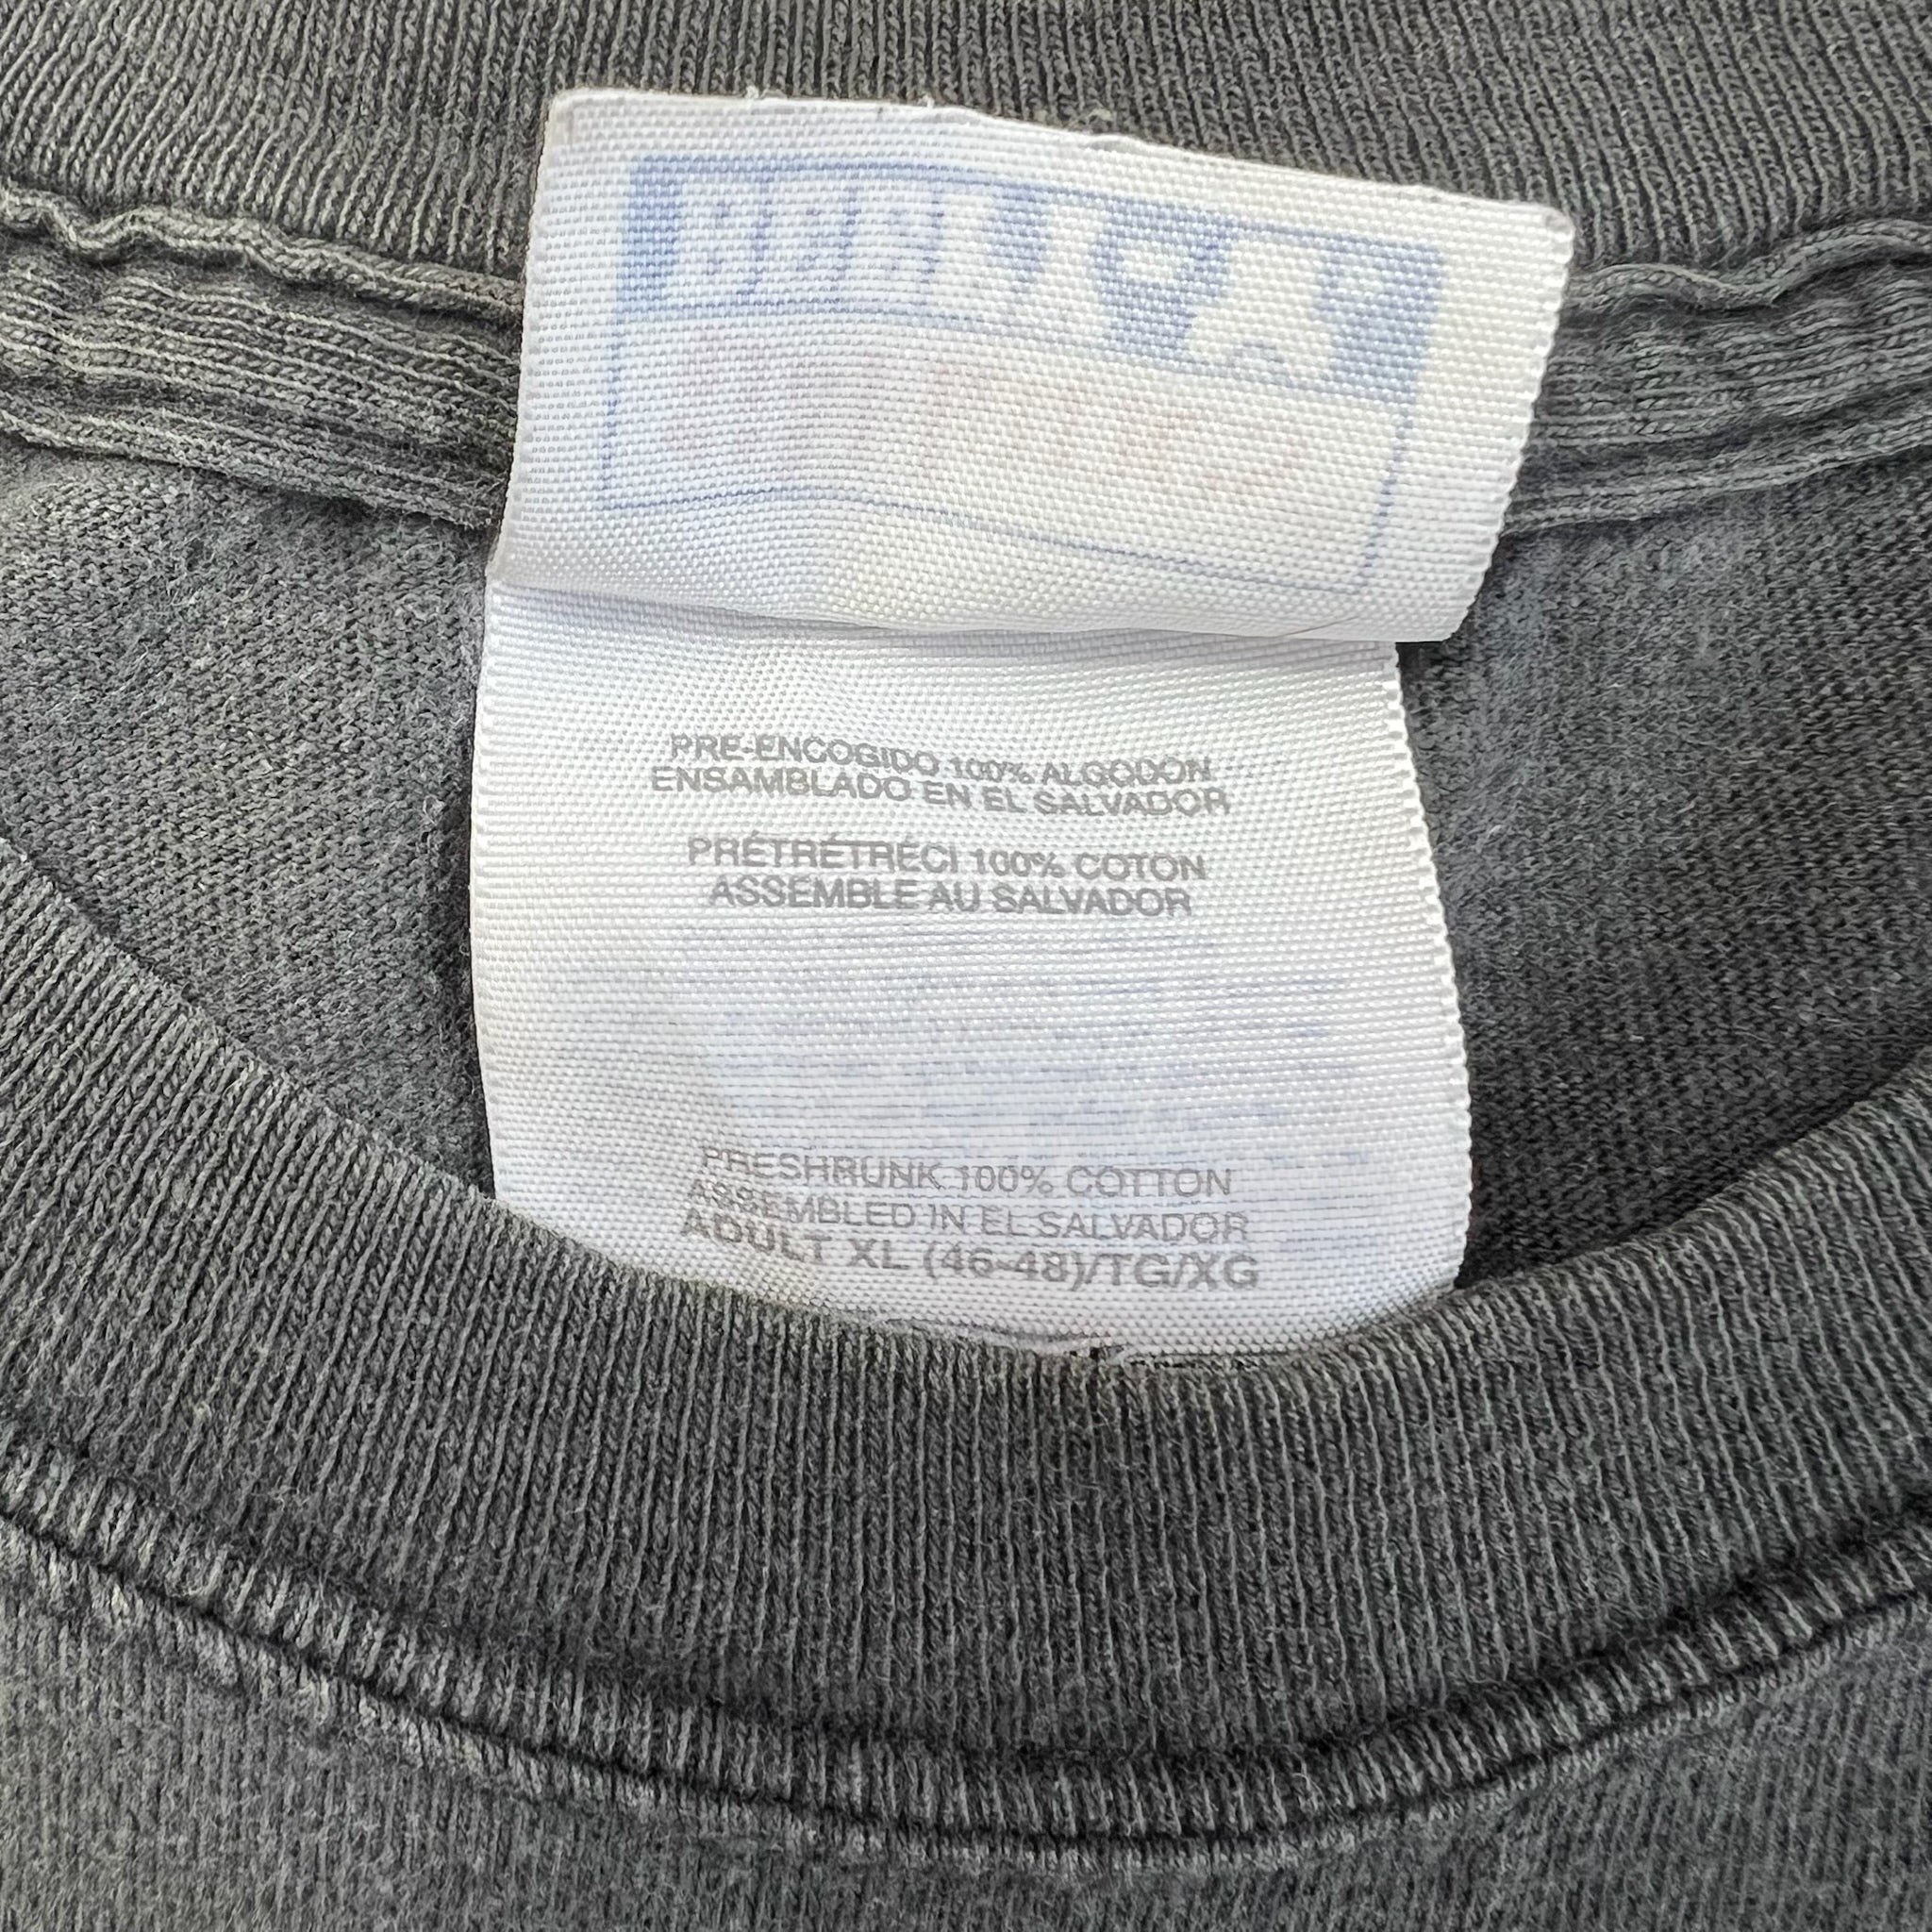 PRE-ENCOGIDO 100% ALGODON
ENSAMBLADO EN EL SALVADOR
PRÉTRÉTRÉCI 100% COTON
ASSEMBLE AU SALVADOR
PRESHRUNK 100% COTTON
ASSEMBLED IN EL SALVADOR
ADULT XL (46-48)/TG/XG